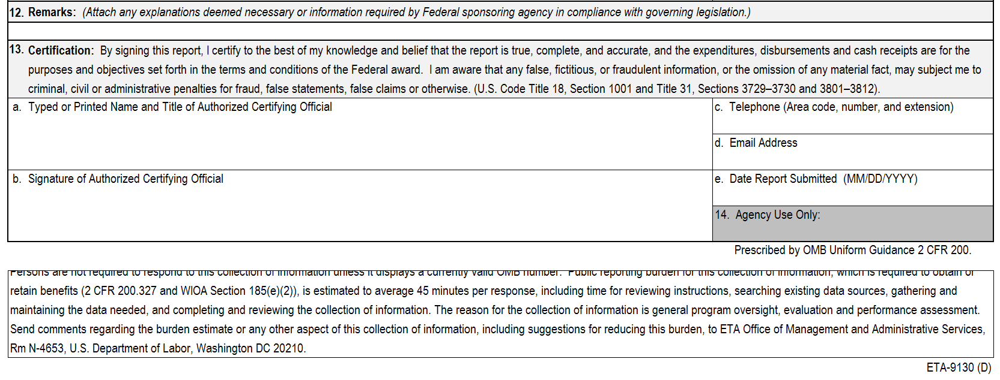 12. Remarks: (Attach any explanations deemed necessary or information required by Federal sponsoring agency in compliance with governing legislation.)
13. Certification: By signing this report, I certify to the best of my knowledge and belief that the report is true, complete, and accurate, and the expenditures, disbursements and cash receipts are for the
purposes and objectives set forth in the terms and conditions of the Federal award. I am aware that any false, fictitious, or fraudulent information, or the omission of any material fact, may subject me to
criminal, civil or administrative penalties for fraud, false statements, false claims or otherwise. (U.S. Code Title 18, Section 1001 and Title 31, Sections 3729–3730 and 3801–3812).
a. Typed or Printed Name and Title of Authorized Certifying Official
c. Telephone (Area code, number, and extension)
d. Email Address
b. Signature of Authorized Certifying Official
e. Date Report Submitted (MM/DD/YYYY)
14. Agency Use Only:
Prescribed by OMB Uniform Guidance 2 CFR 200.
Persons are not required to respond to this collection of information unless it displays a currently valid OMB number. Public reporting burden for this collection of information, which is required to obtain or
retain benefits (2 CFR 200.327 and WIOA Section 185(e)(2)), is estimated to average 45 minutes per response, including time for reviewing instructions, searching existing data sources, gathering and
maintaining the data needed, and completing and reviewing the collection of information. The reason for the collection of information is general program oversight, evaluation and performance assessment.
Send comments regarding the burden estimate or any other aspect of this collection of information, including suggestions for reducing this burden, to ETA Office of Management and Administrative Services,
Rm N-4653, U.S. Department of Labor, Washington DC 20210.
ETA-9130 (D)